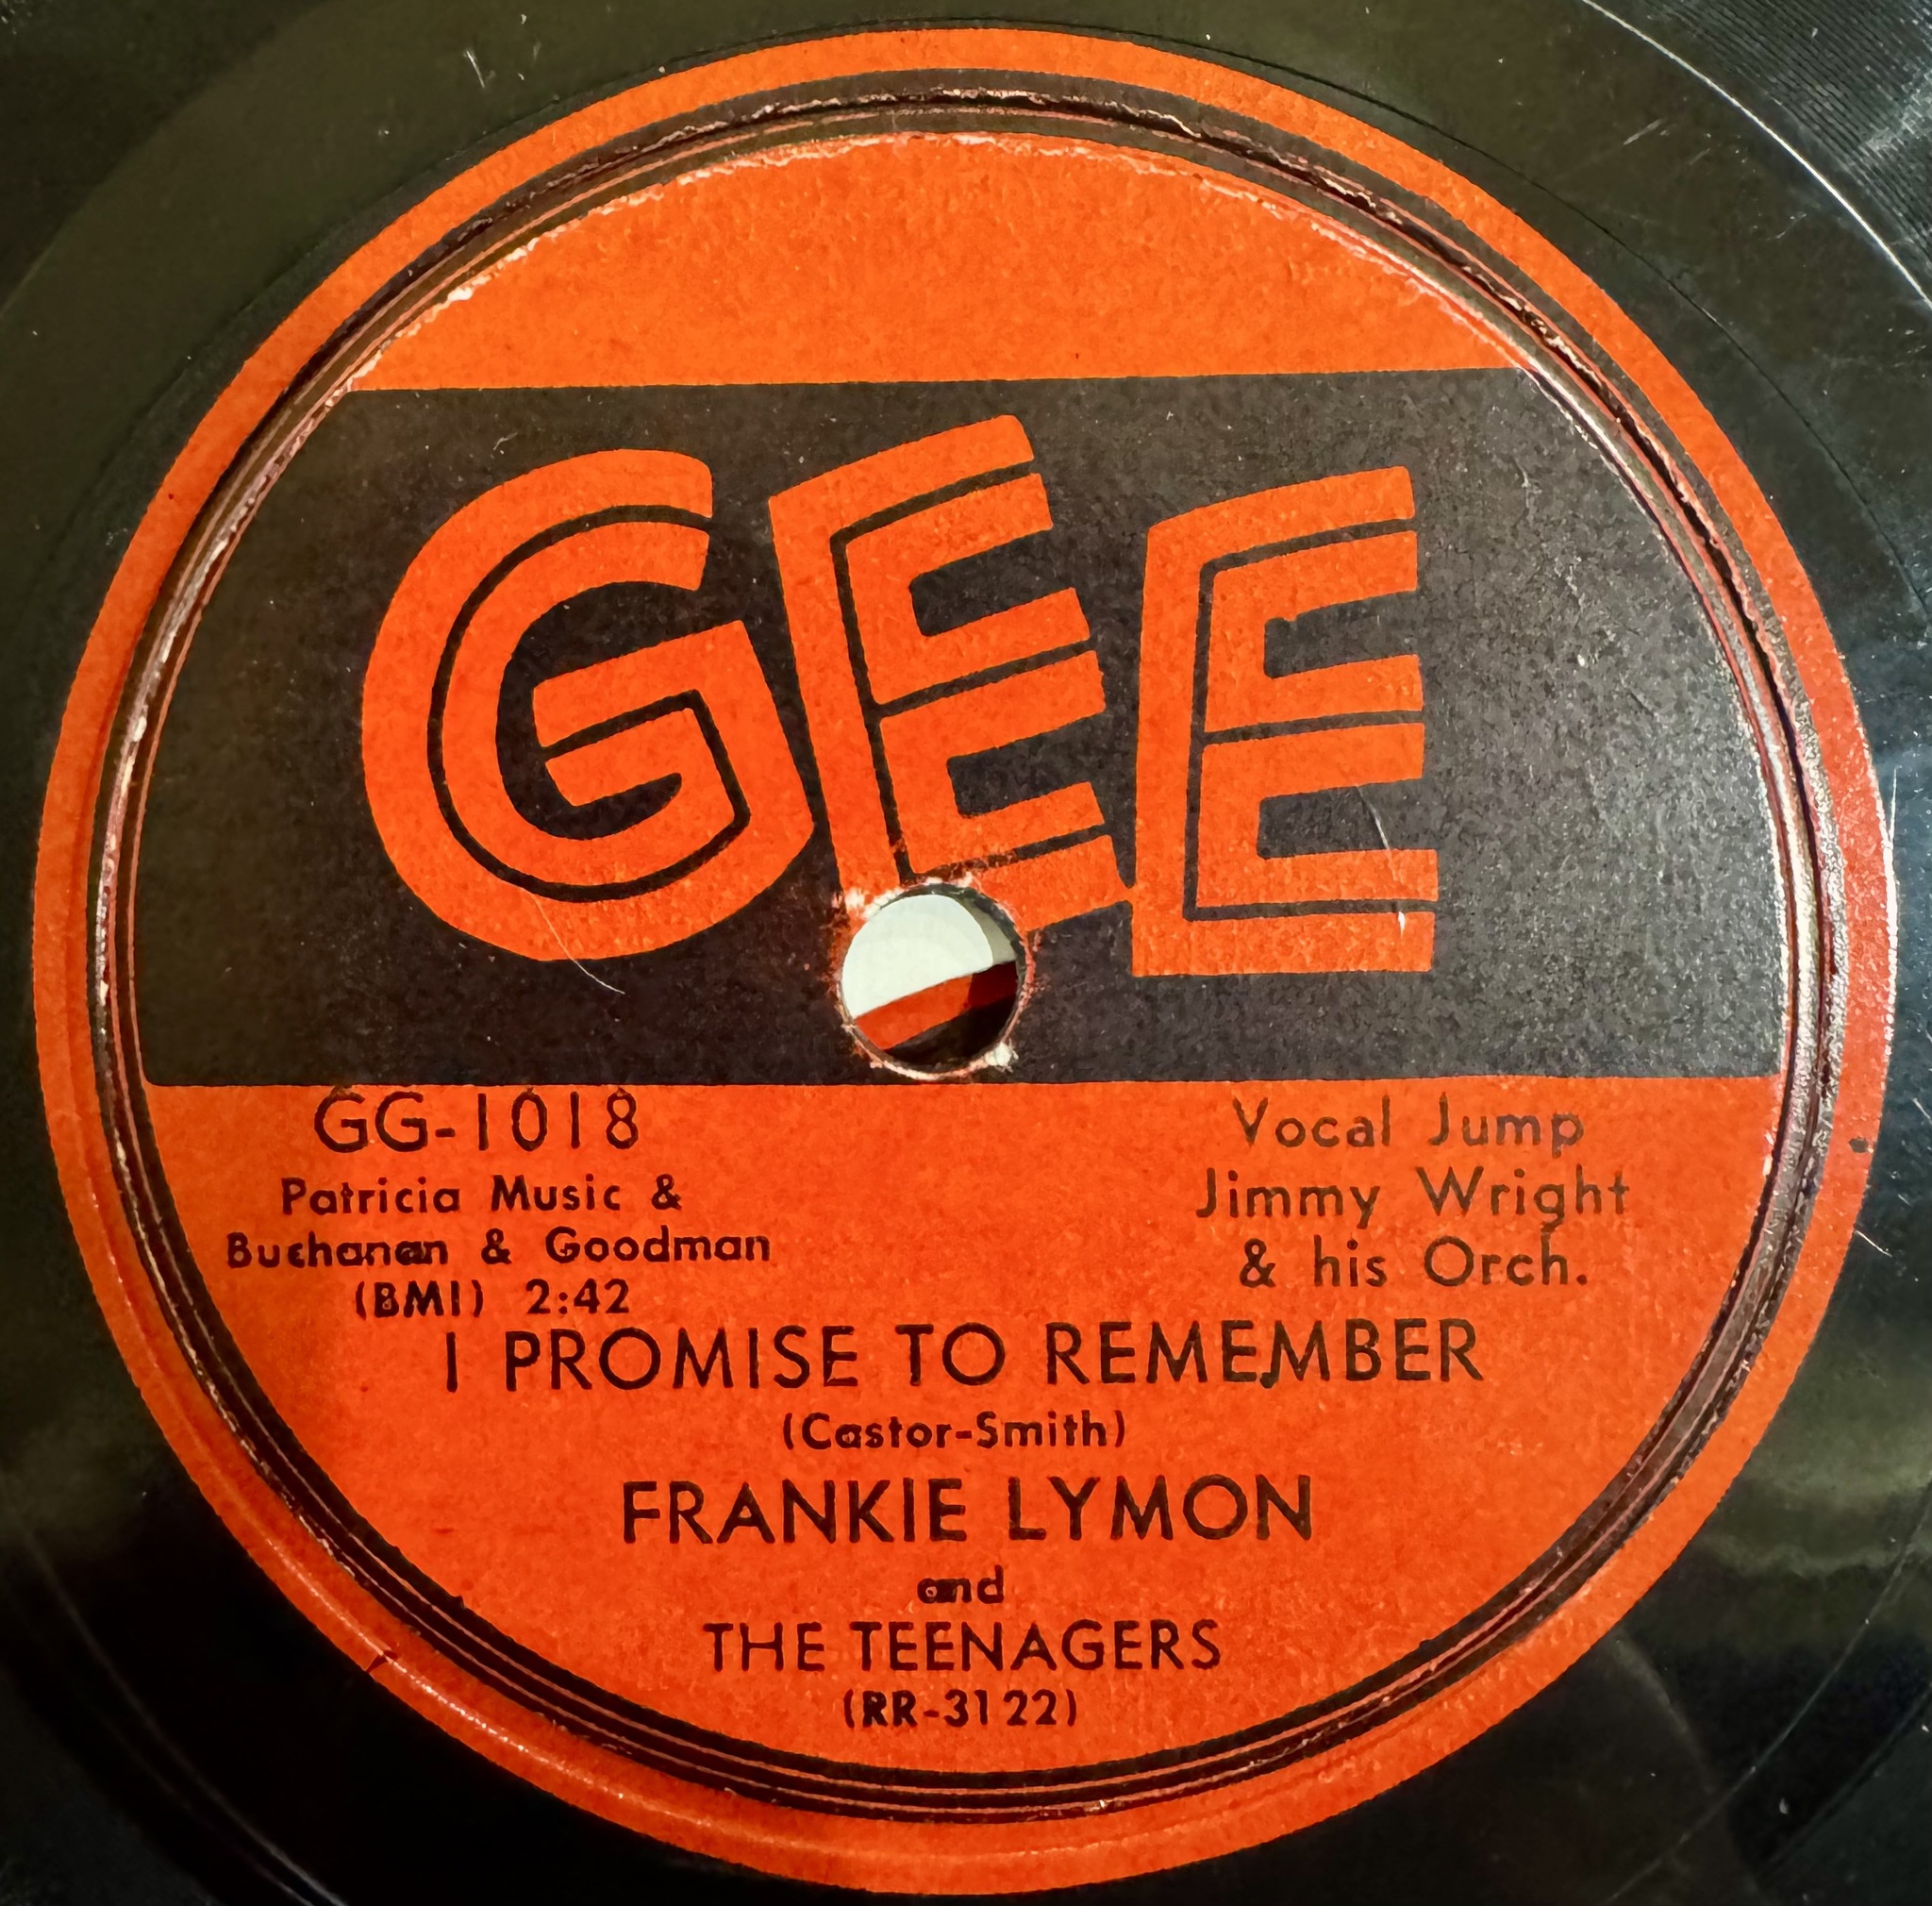 GEE
GG-1018
Patricia Music &
Buchanan & Goodman
(BMI) 2:42
Vocal Jump
Jimmy Wright
& his Orch.
I PROMISE TO REMEMBER
(Castor-Smith)
FRANKIE LYMON
and
THE TEENAGERS
(RR-3122)